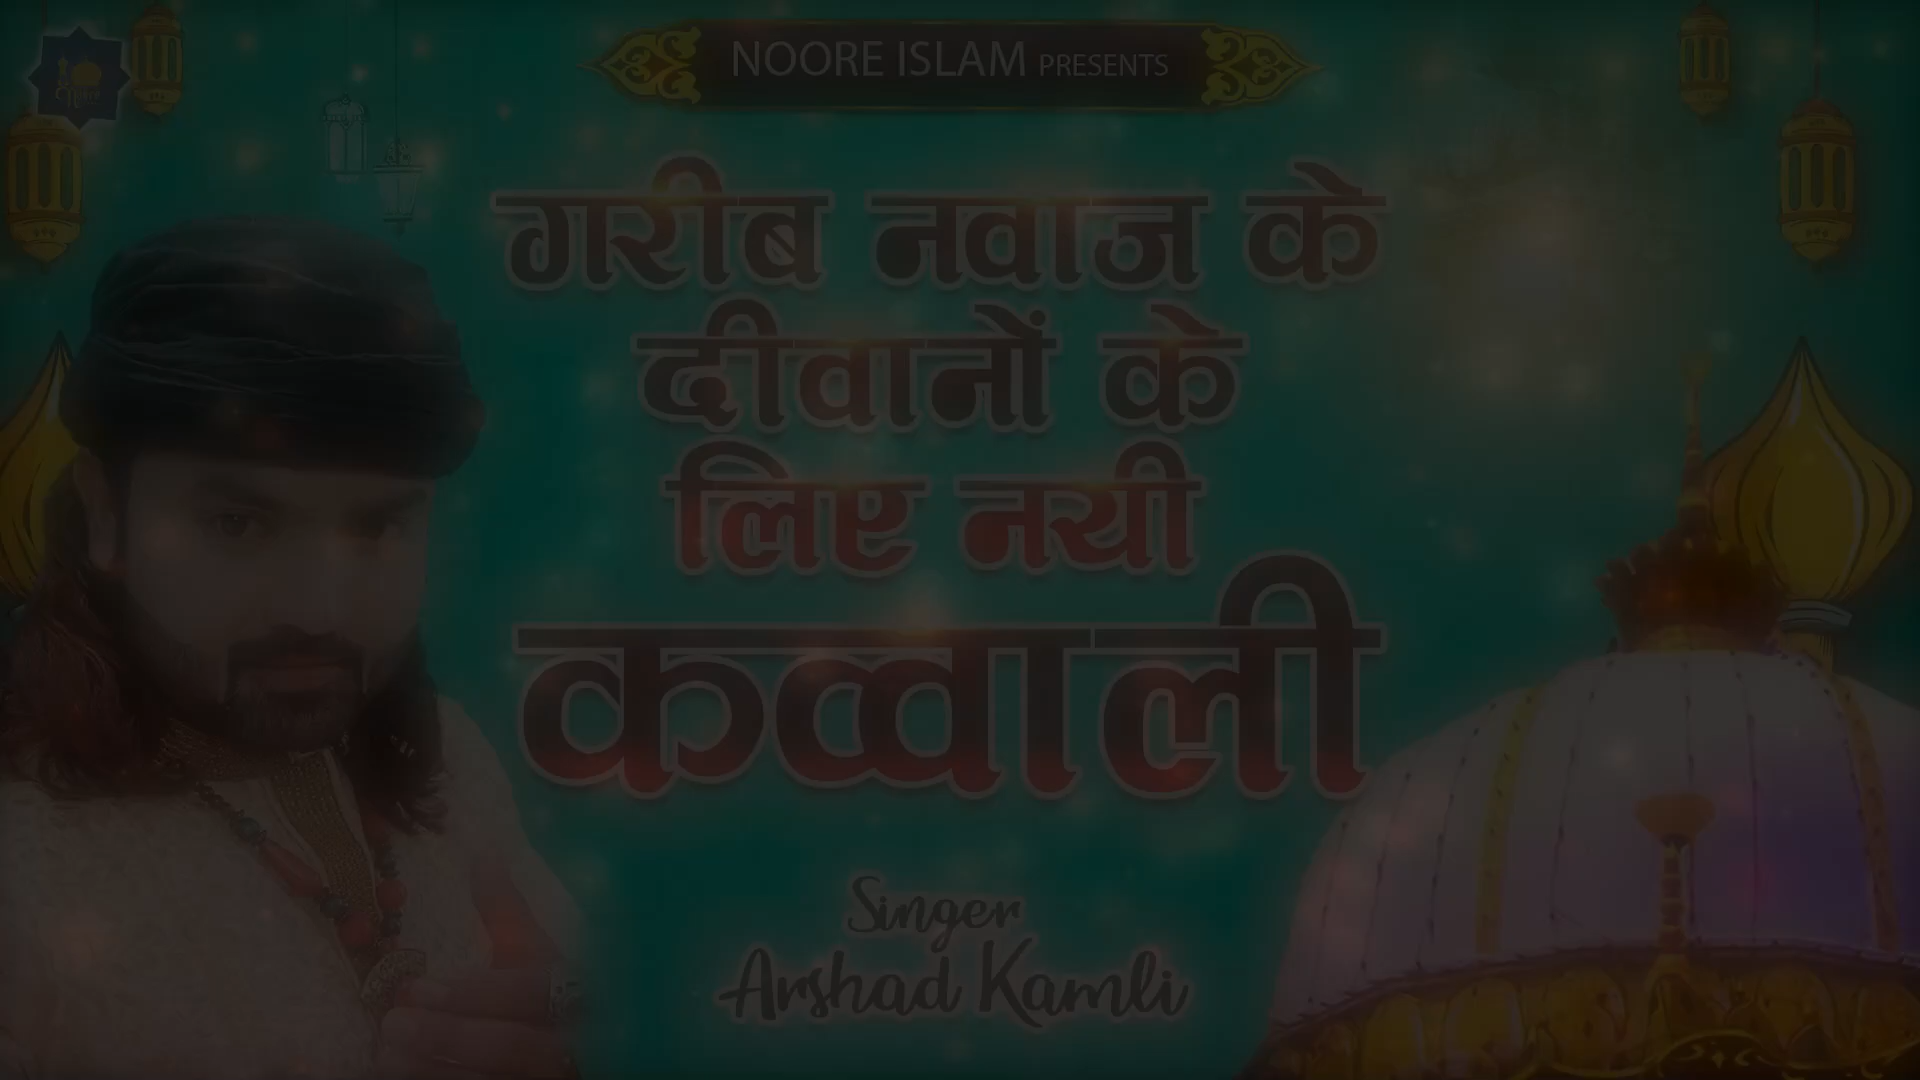 NOORE ISLAM PRESENTS
गरीब नवाज के
दीवानों के
लिए नयी
कव्वाली
Singer
Arshad Kamli